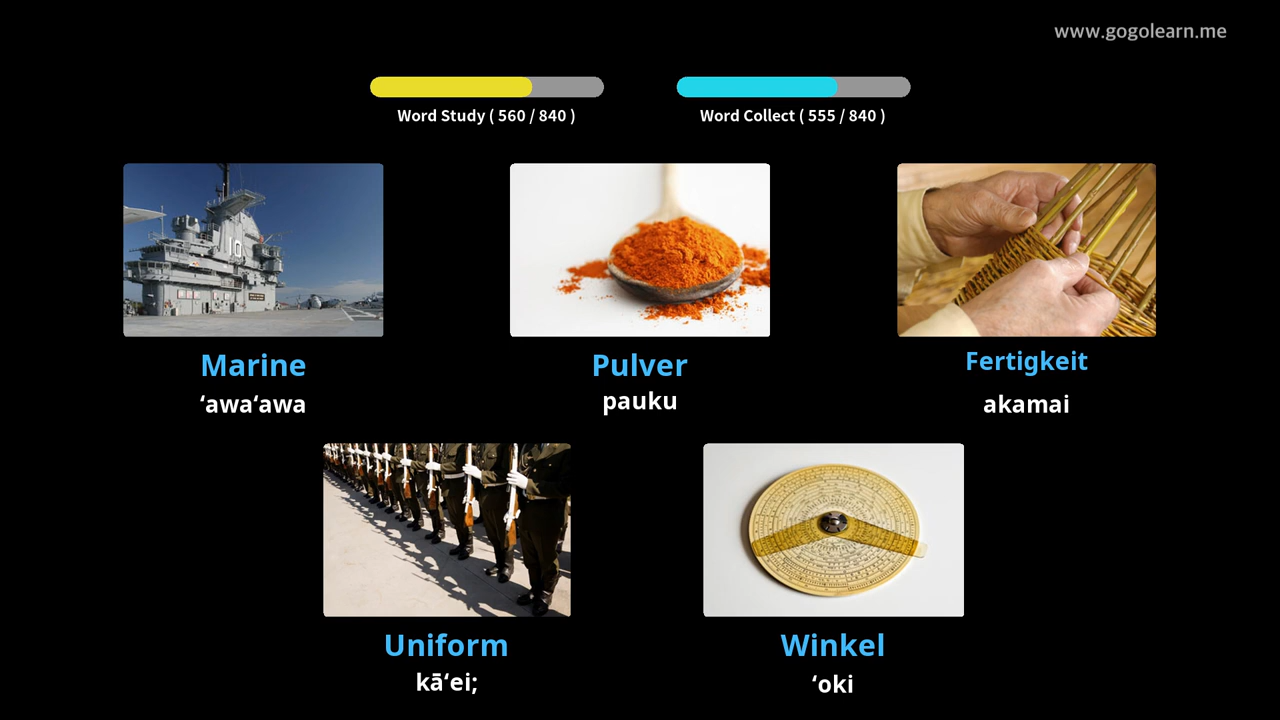 www.gogolearn.me
Word Study ( 560 / 840 )
Word Collect ( 555 / 840 )
10
Marine
Pulver
Fertigkeit
ʻawaʻawa
pauku
akamai
Uniform
Winkel
kāʻei;
ʻoki